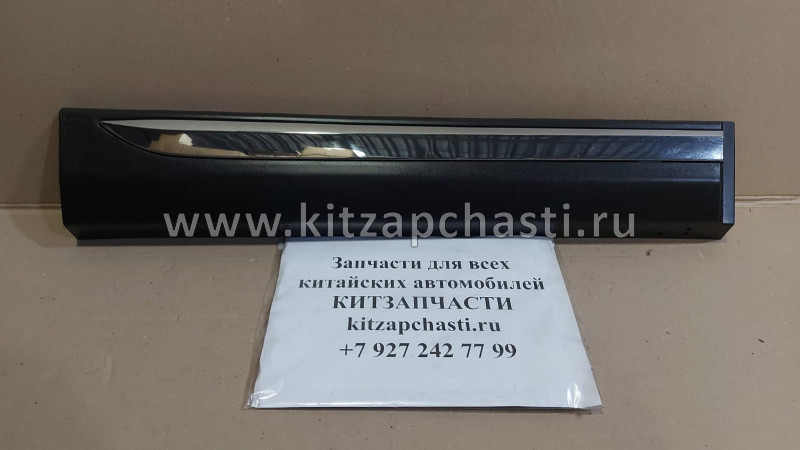 www.kitzapchasti.ru
Запчасти для всех
китайских автомобилей
КИТЗАПЧАСТИ
kitzapchasti.ru
+7 927 242 77 99